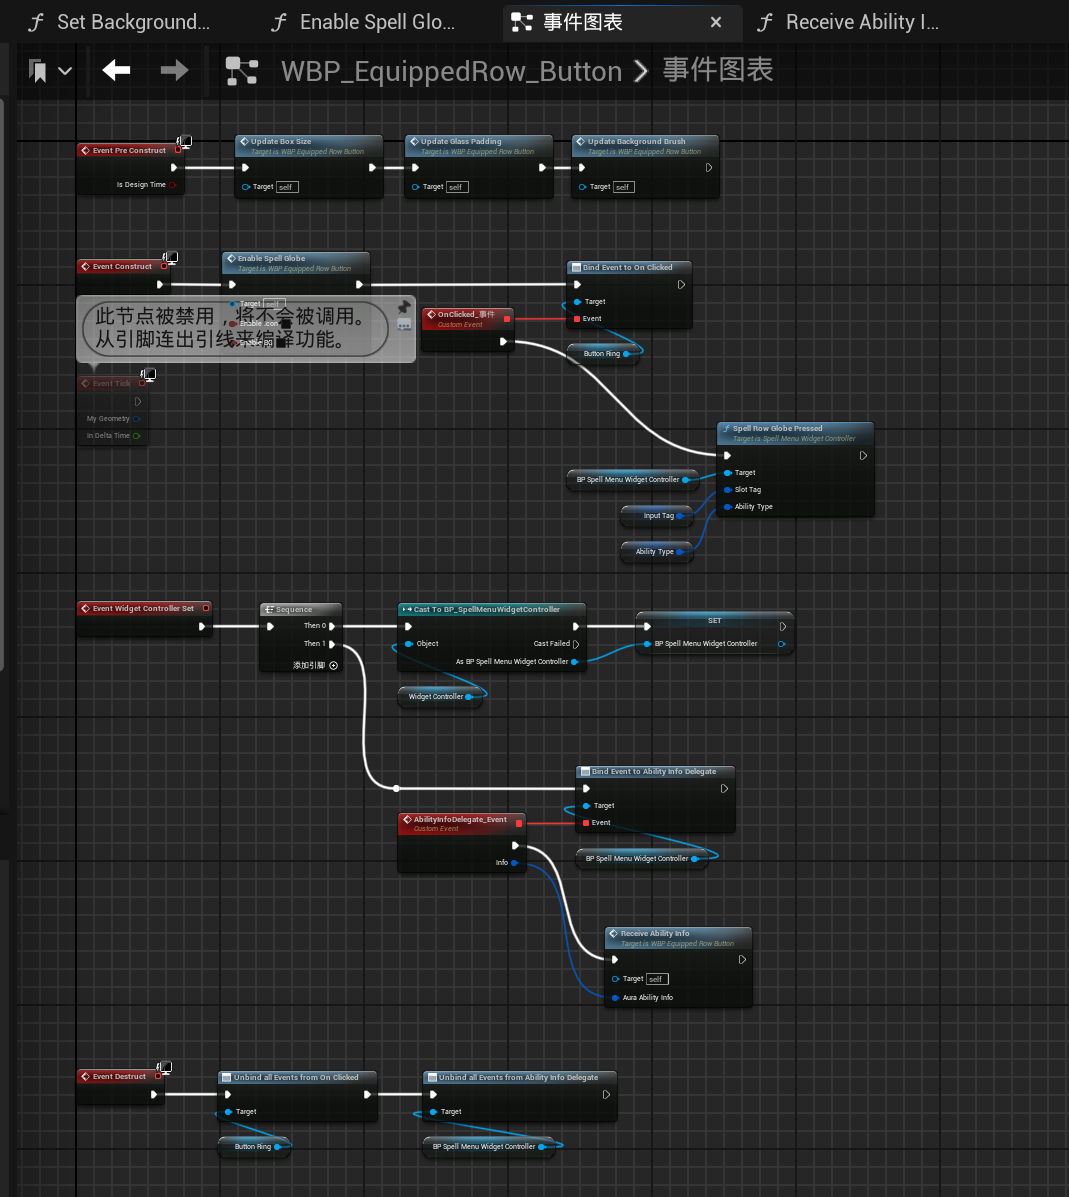 Set Background...
Enable Spell Glo...
事件图表
Receive Ability I...
WBP_EquippedRow_Button
事件图表
Event Pre Construct
Is Design Time
Update Box Size
Target is WBP Equipped Row Button
Target
self
Update Glass Padding
Target is WBP Equipped Row Button
Target
self
Update Background Brush
Target is WBP Equipped Row Button
Target
self
Event Construct
Enable Spell Globe
Target is WBP Equipped Row Button
Target
self
此节点被禁用，将不会被调用。
从引脚连出引线来编译功能。
OnClicked_事件
Custom Event
Bind Event to On Clicked
Target
Event
Button Ring
Event Tick
My Geometry
In Delta Time
Spell Row Globe Pressed
Target is Spell Menu Widget Controller
Target
Slot Tag
Ability Type
BP Spell Menu Widget Controller
Input Tag
Ability Type
Event Widget Controller Set
Sequence
Then 0
Then 1
添加引脚
Cast To BP_SpellMenuWidgetController
Object
Cast Failed
As BP Spell Menu Widget Controller
Widget Controller
SET
BP Spell Menu Widget Controller
Bind Event to Ability Info Delegate
Target
Event
BP Spell Menu Widget Controller
AbilityInfoDelegate_Event
Custom Event
Info
Receive Ability Info
Target is WBP Equipped Row Button
Target
self
Aura Ability Info
Event Destruct
Unbind all Events from On Clicked
Target
Button Ring
Unbind all Events from Ability Info Delegate
Target
BP Spell Menu Widget Controller